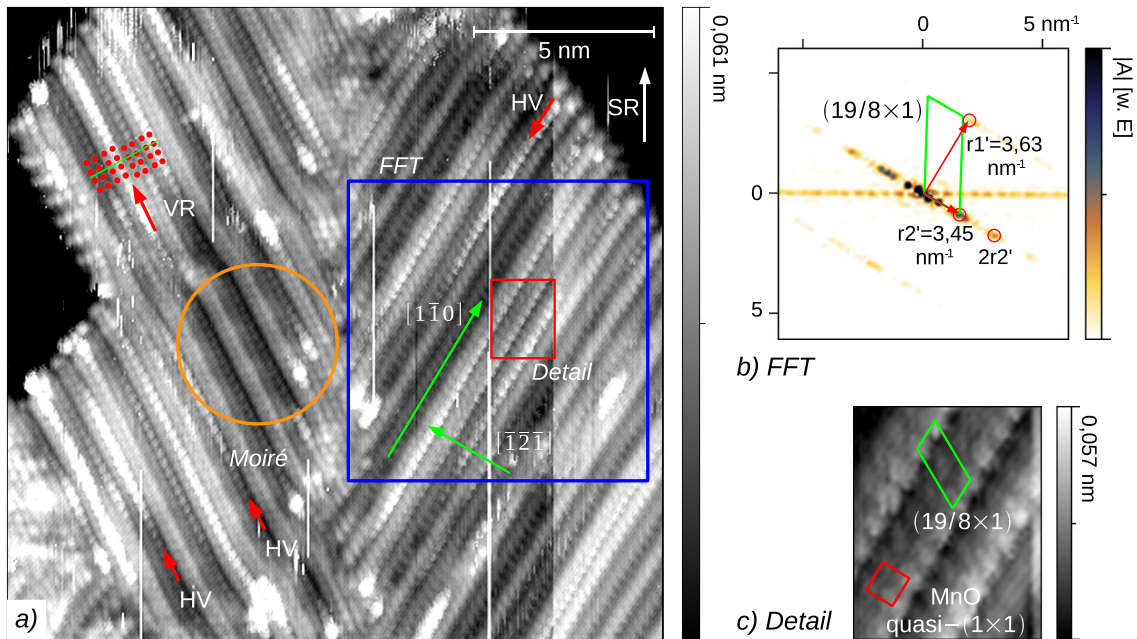 5 nm
0,061 nm
SR
HV
FFT
VR
[11̅0]
Detail
[1̅2̅1̅]
Moiré
HV
HV
a)
0
5 nm⁻¹
(19/8×1)
r1'=3,63
nm⁻¹
0
r2'=3,45
nm⁻¹
2r2'
5
|A| [w. E]
b) FFT
(19/8×1)
MnO
quasi−(1×1)
0,057 nm
c) Detail